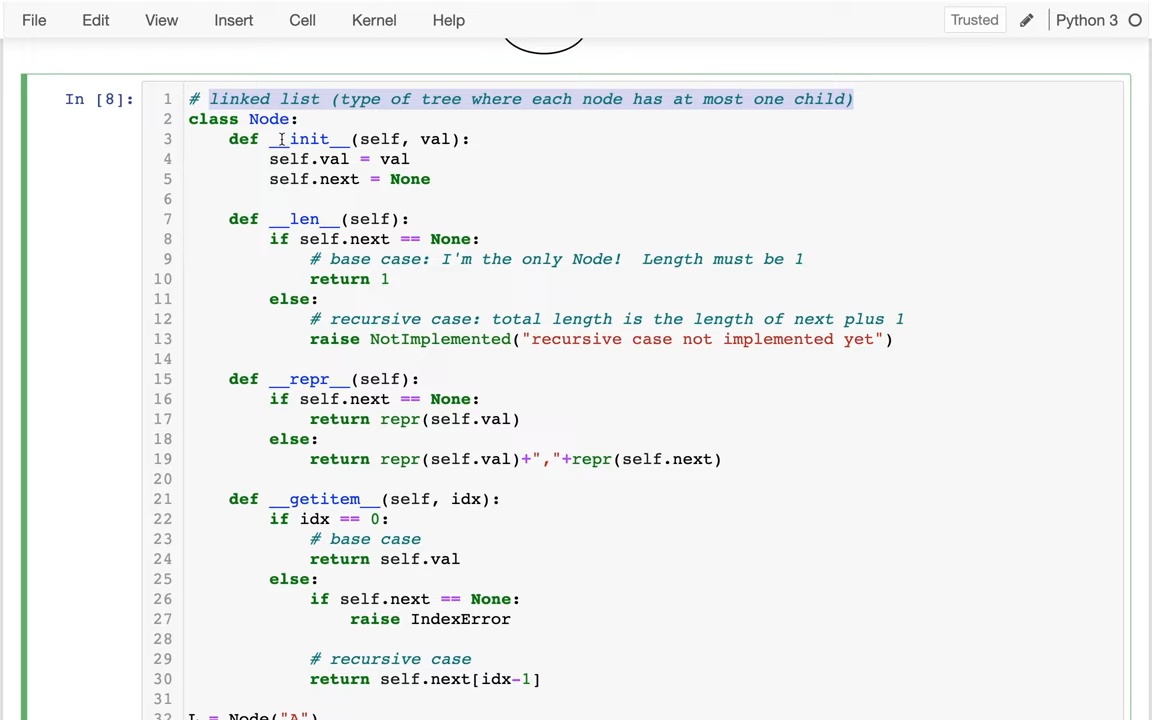 File Edit View Insert Cell Kernel Help Trusted Python 3
In [8]:
1 # linked list (type of tree where each node has at most one child)
2 class Node:
3     def __init__(self, val):
4         self.val = val
5         self.next = None
6
7     def __len__(self):
8         if self.next == None:
9             # base case: I'm the only Node!  Length must be 1
10             return 1
11         else:
12             # recursive case: total length is the length of next plus 1
13             raise NotImplemented("recursive case not implemented yet")
14
15     def __repr__(self):
16         if self.next == None:
17             return repr(self.val)
18         else:
19             return repr(self.val)+","+repr(self.next)
20
21     def __getitem__(self, idx):
22         if idx == 0:
23             # base case
24             return self.val
25         else:
26             if self.next == None:
27                 raise IndexError
28
29             # recursive case
30             return self.next[idx-1]
31
32 L = Node("A")